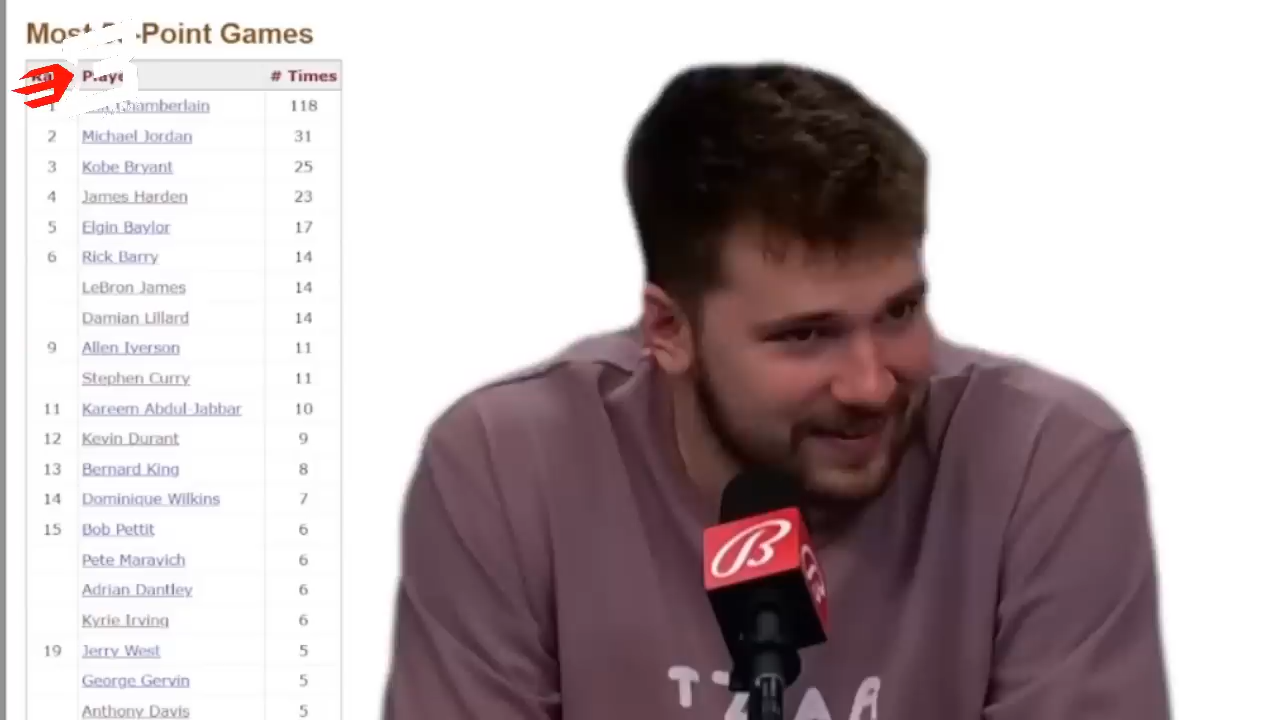 Most -Point Games
Player # Times
1 Chamberlain 118
2 Michael Jordan 31
3 Kobe Bryant 25
4 James Harden 23
5 Elgin Baylor 17
6 Rick Barry 14
LeBron James 14
Damian Lillard 14
9 Allen Iverson 11
Stephen Curry 11
11 Kareem Abdul-Jabbar 10
12 Kevin Durant 9
13 Bernard King 8
14 Dominique Wilkins 7
15 Bob Pettit 6
Pete Maravich 6
Adrian Dantley 6
Kyrie Irving 6
19 Jerry West 5
George Gervin 5
Anthony Davis 5
B